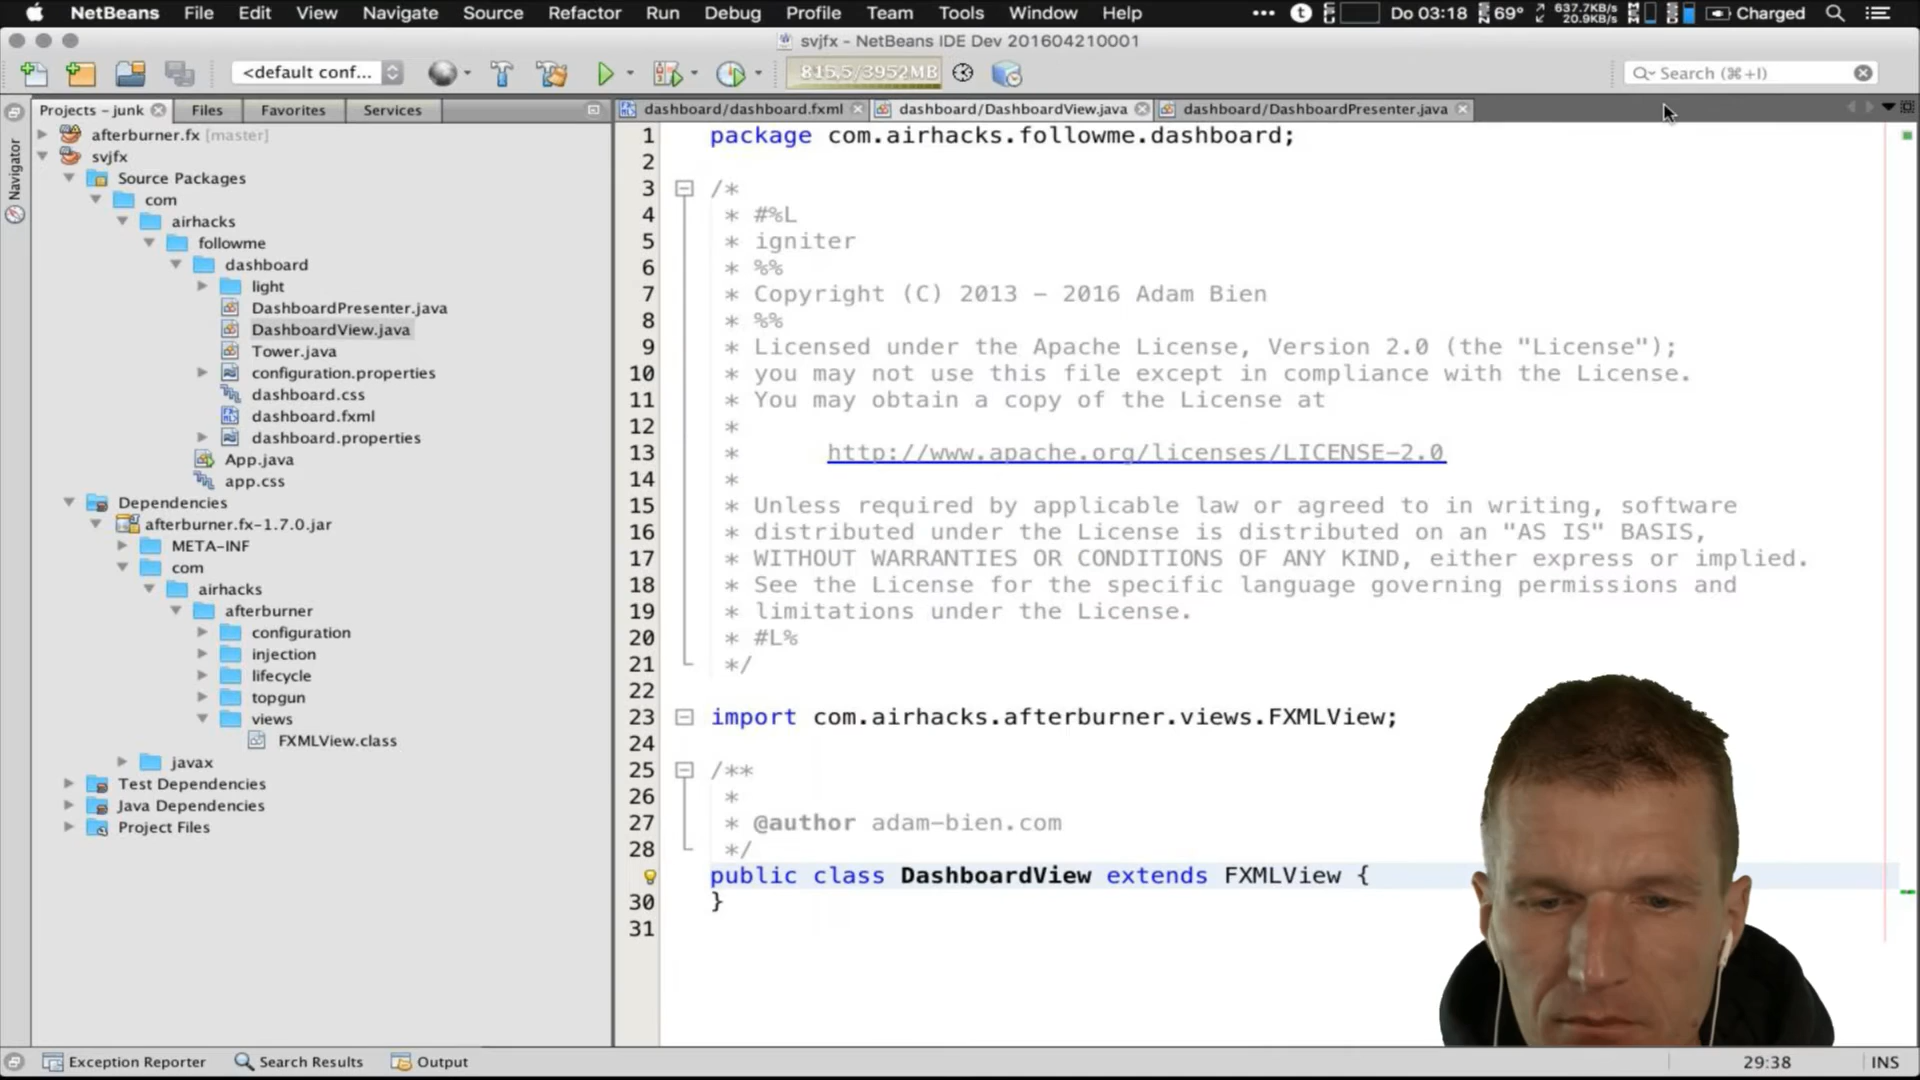 NetBeans File Edit View Navigate Source Refactor Run Debug Profile Team Tools Window Help ••• Do 03:18 69° 637.7KB/s 20.9KB/s Charged
svjfx - NetBeans IDE Dev 201604210001
<default conf... 815,5/3952MB Search (⌘+I)
Projects – junk Files Favorites Services
dashboard/dashboard.fxml dashboard/DashboardView.java dashboard/DashboardPresenter.java
Navigator
afterburner.fx [master]
svjfx
Source Packages
com
airhacks
followme
dashboard
light
DashboardPresenter.java
DashboardView.java
Tower.java
configuration.properties
dashboard.css
dashboard.fxml
dashboard.properties
App.java
app.css
Dependencies
afterburner.fx-1.7.0.jar
META-INF
com
airhacks
afterburner
configuration
injection
lifecycle
topgun
views
FXMLView.class
javax
Test Dependencies
Java Dependencies
Project Files
1 package com.airhacks.followme.dashboard;
2
3 /*
4 * #%L
5 * igniter
6 * %%
7 * Copyright (C) 2013 - 2016 Adam Bien
8 * %%
9 * Licensed under the Apache License, Version 2.0 (the "License");
10 * you may not use this file except in compliance with the License.
11 * You may obtain a copy of the License at
12 *
13 * http://www.apache.org/licenses/LICENSE-2.0
14 *
15 * Unless required by applicable law or agreed to in writing, software
16 * distributed under the License is distributed on an "AS IS" BASIS,
17 * WITHOUT WARRANTIES OR CONDITIONS OF ANY KIND, either express or implied.
18 * See the License for the specific language governing permissions and
19 * limitations under the License.
20 * #L%
21 */
22
23 import com.airhacks.afterburner.views.FXMLView;
24
25 /**
26 *
27 * @author adam-bien.com
28 */
public class DashboardView extends FXMLView {
30 }
31
Exception Reporter Search Results Output 29:38 INS